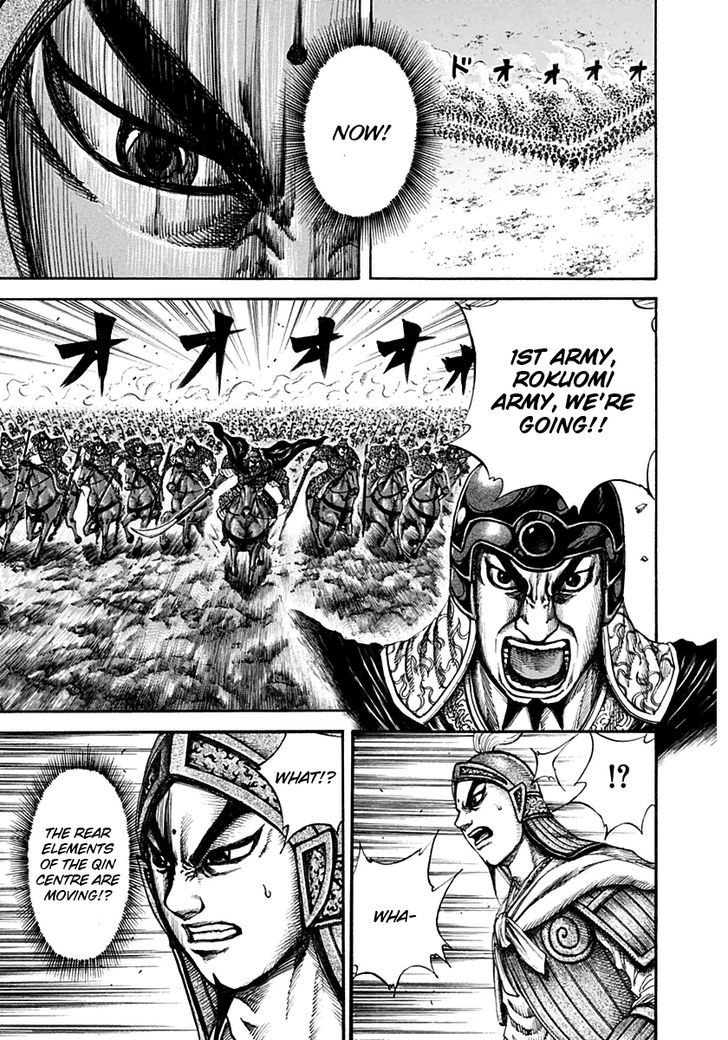 ドオオオオ
NOW!
オオオオオ
1ST ARMY,
ROKUOMI
ARMY, WE'RE
GOING!!
!?
WHA-
WHAT!?
THE REAR
ELEMENTS
OF THE QIN
CENTRE ARE
MOVING!?